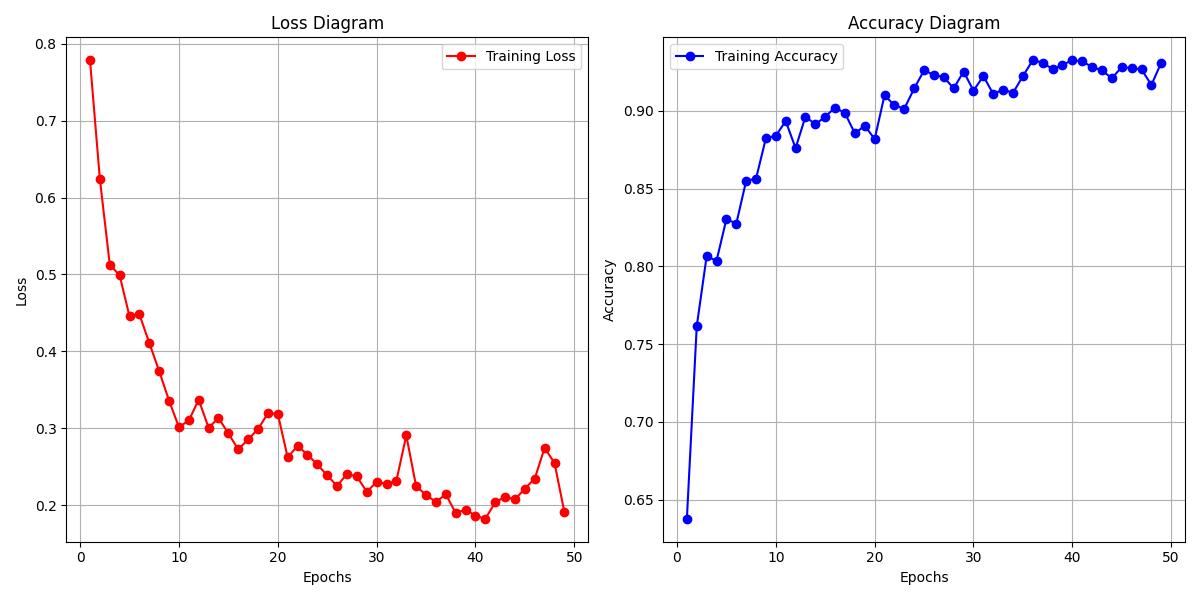 Loss Diagram
Training Loss
0.8
0.7
0.6
0.5
0.4
0.3
0.2
Loss
0 10 20 30 40 50
Epochs
Accuracy Diagram
Training Accuracy
0.90
0.85
0.80
0.75
0.70
0.65
Accuracy
0 10 20 30 40 50
Epochs